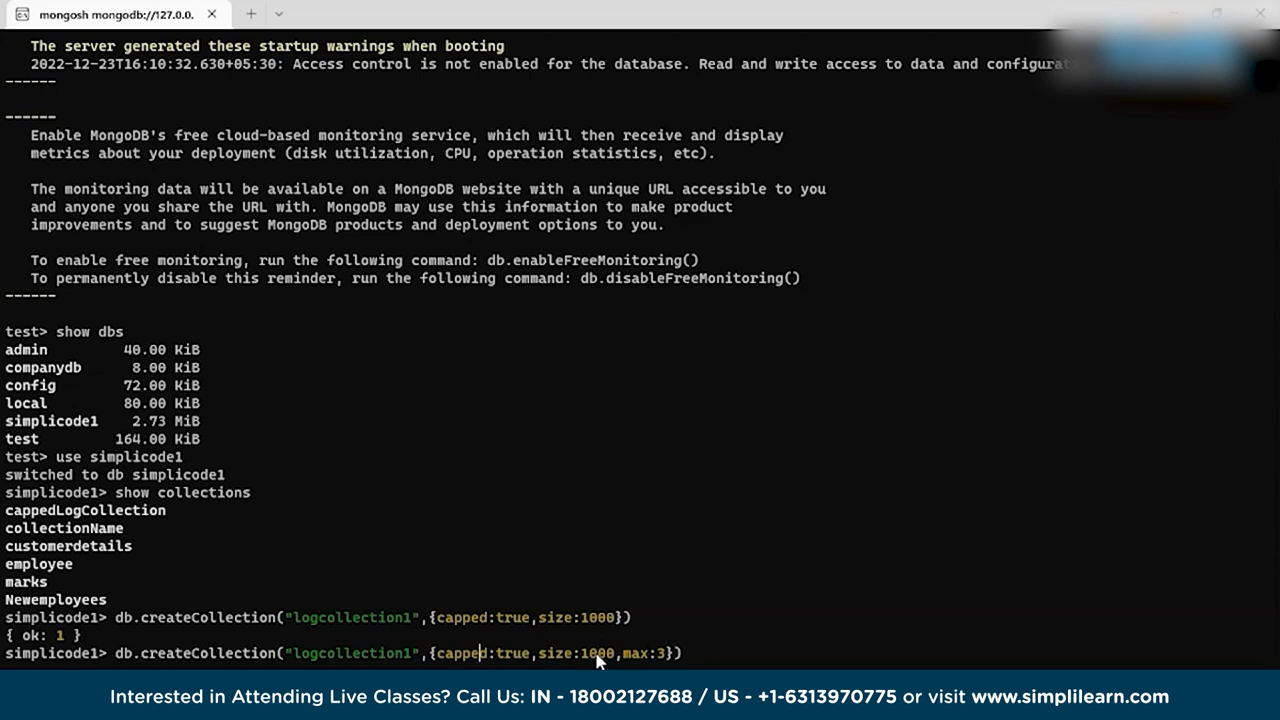 mongosh mongodb://127.0.0.
The server generated these startup warnings when booting
2022-12-23T16:10:32.630+05:30: Access control is not enabled for the database. Read and write access to data and configurat
------
------
Enable MongoDB's free cloud-based monitoring service, which will then receive and display
metrics about your deployment (disk utilization, CPU, operation statistics, etc).
The monitoring data will be available on a MongoDB website with a unique URL accessible to you
and anyone you share the URL with. MongoDB may use this information to make product
improvements and to suggest MongoDB products and deployment options to you.
To enable free monitoring, run the following command: db.enableFreeMonitoring()
To permanently disable this reminder, run the following command: db.disableFreeMonitoring()
------
test> show dbs
admin 40.00 KiB
companydb 8.00 KiB
config 72.00 KiB
local 80.00 KiB
simplicode1 2.73 MiB
test 164.00 KiB
test> use simplicode1
switched to db simplicode1
simplicode1> show collections
cappedLogCollection
collectionName
customerdetails
employee
marks
Newemployees
simplicode1> db.createCollection("logcollection1",{capped:true,size:1000})
{ ok: 1 }
simplicode1> db.createCollection("logcollection1",{capped:true,size:1000,max:3})
Interested in Attending Live Classes? Call Us: IN - 18002127688 / US - +1-6313970775 or visit www.simplilearn.com